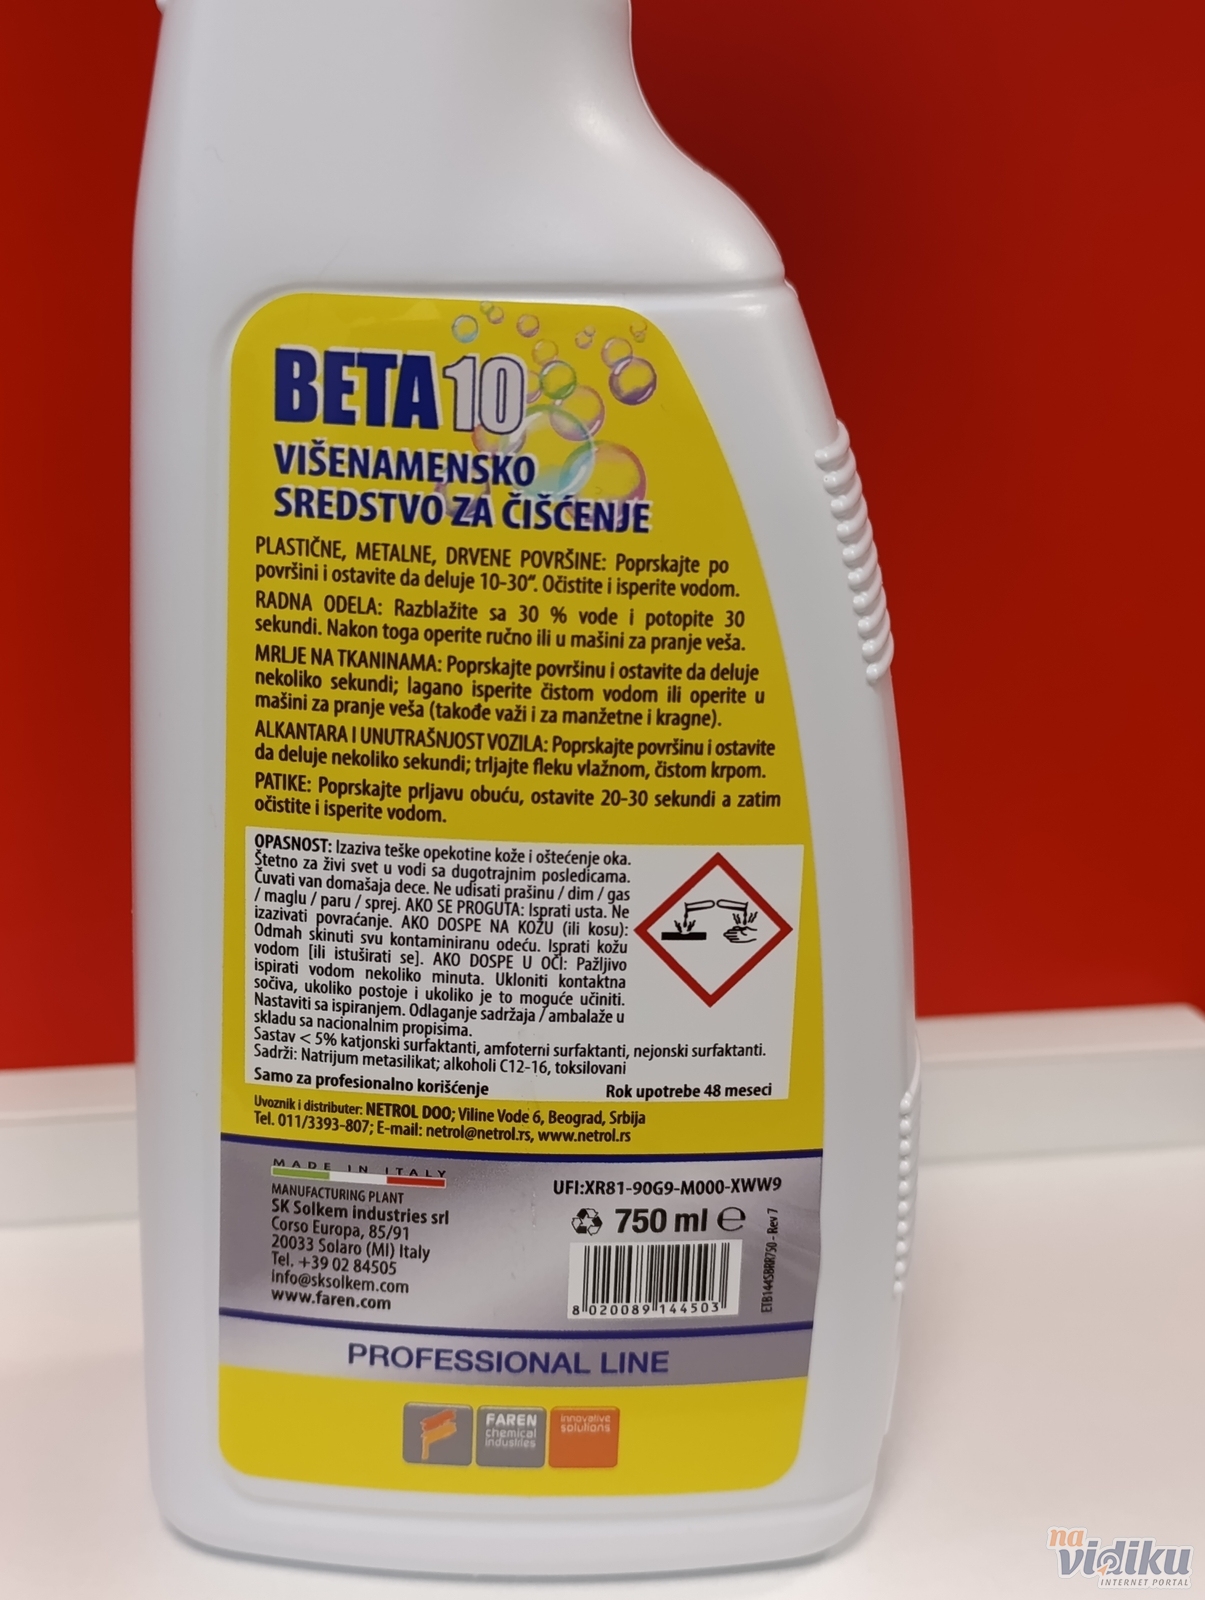 BETA 10
VIŠENAMENSKO
SREDSTVO ZA ČIŠĆENJE
PLASTIČNE, METALNE, DRVENE POVRŠINE: Poprskajte po
površini i ostavite da deluje 10-30“. Očistite i isperite vodom.
RADNA ODELA: Razblažite sa 30 % vode i potopite 30
sekundi. Nakon toga operite ručno ili u mašini za pranje veša.
MRLJE NA TKANINAMA: Poprskajte površinu i ostavite da deluje
nekoliko sekundi; lagano isperite čistom vodom ili operite u
mašini za pranje veša (takođe važi i za manžetne i kragne).
ALKANTARA I UNUTRAŠNJOST VOZILA: Poprskajte površinu i ostavite
da deluje nekoliko sekundi; trljajte fleku vlažnom, čistom krpom.
PATIKE: Poprskajte prljavu obuću, ostavite 20-30 sekundi a zatim
očistite i isperite vodom.
OPASNOST: Izaziva teške opekotine kože i oštećenje oka.
Štetno za živi svet u vodi sa dugotrajnim posledicama.
Čuvati van domašaja dece. Ne udisati prašinu / dim / gas
/ maglu / paru / sprej. AKO SE PROGUTA: Isprati usta. Ne
izazivati povraćanje. AKO DOSPE NA KOŽU (ili kosu):
Odmah skinuti svu kontaminiranu odeću. Isprati kožu
vodom [ili istuširati se]. AKO DOSPE U OČI: Pažljivo
ispirati vodom nekoliko minuta. Ukloniti kontaktna
sočiva, ukoliko postoje i ukoliko je to moguće učiniti.
Nastaviti sa ispiranjem. Odlaganje sadržaja / ambalaže u
skladu sa nacionalnim propisima.
Sastav < 5% katjonski surfaktanti, amfoterni surfaktanti, nejonski surfaktanti.
Sadrži: Natrijum metasilikat; alkoholi C12-16, toksilovani
Samo za profesionalno korišćenje Rok upotrebe 48 meseci
Uvoznik i distributer: NETROL DOO; Viline Vode 6, Beograd, Srbija
Tel. 011/3393-807; E-mail: netrol@netrol.rs, www.netrol.rs
MADE IN ITALY
MANUFACTURING PLANT
SK Solkem industries srl
Corso Europa, 85/91
20033 Solaro (MI) Italy
Tel. +39 02 84505
info@sksolkem.com
www.faren.com
UFI:XR81-90G9-M000-XWW9
750 ml e
8 020089 144503
ETB144SBRR750 - Rev 7
PROFESSIONAL LINE
FAREN
chemical
industries
innovative
solutions
na
vidiku
INTERNET PORTAL